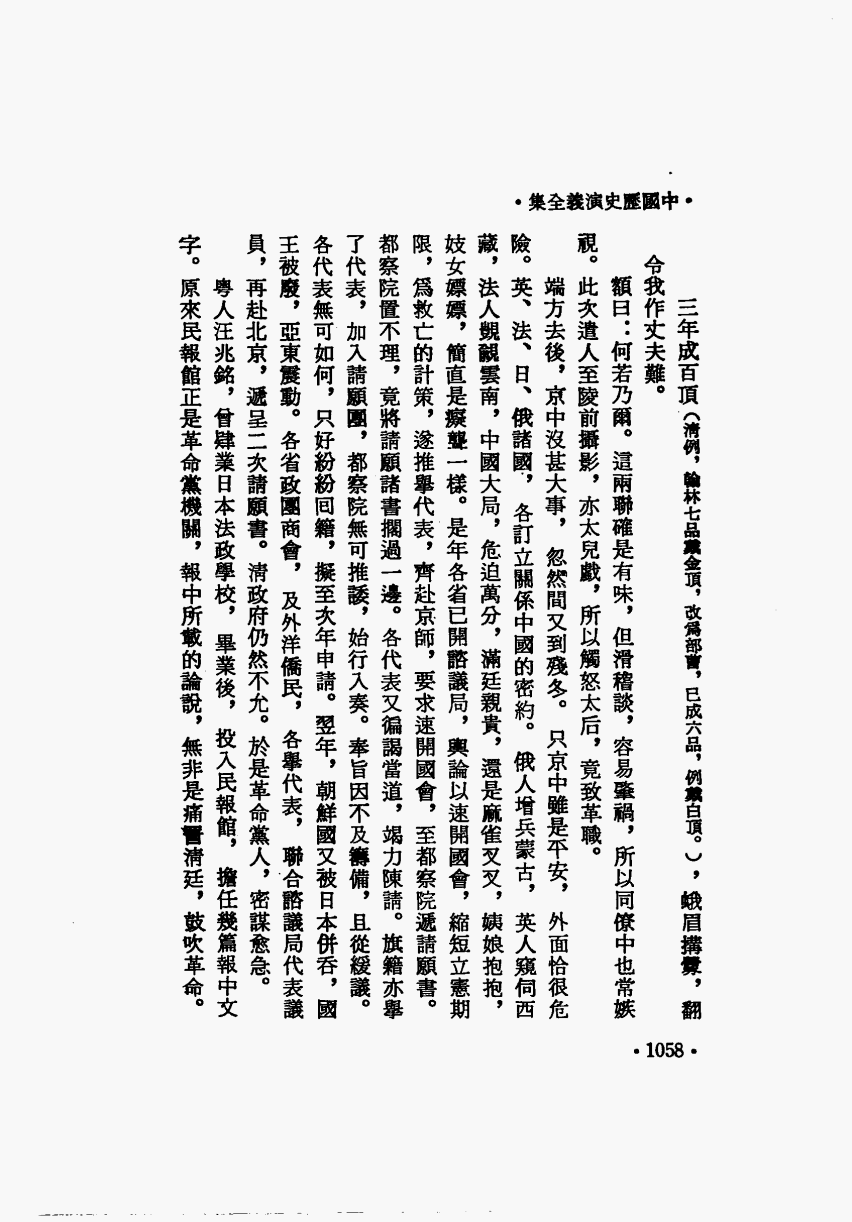 •中國歷史演義全集•
三年成百頂(清例，翰林七品戴金頂，改爲部曹，已成六品，例戴白頂。)，蛾眉搆釁，翻
令我作丈夫難。
額曰：何若乃爾。這兩聯確是有味，但滑稽談，容易肇禍，所以同僚中也常嫉
視。此次遣人至陵前攝影，亦太兒戲，所以觸怒太后，竟致革職。
端方去後，京中沒甚大事，忽然間又到殘冬。只京中雖是平安，外面恰很危
險。英、法、日、俄諸國，各訂立關係中國的密約。俄人增兵蒙古，英人窺伺西
藏，法人覬覦雲南，中國大局，危迫萬分，滿廷親貴，還是麻雀叉叉，姨娘抱抱，
妓女嫖嫖，簡直是癡聾一樣。是年各省已開諮議局，輿論以速開國會，縮短立憲期
限，爲救亡的計策，遂推舉代表，齊赴京師，要求速開國會，至都察院遞請願書。
都察院置不理，竟將請願諸書擱過一邊。各代表又徧謁當道，竭力陳請。旗籍亦舉
了代表，加入請願團，都察院無可推諉，始行入奏。奉旨因不及籌備，且從緩議。
各代表無可如何，只好紛紛回籍，擬至次年申請。翌年，朝鮮國又被日本併吞，國
王被廢，亞東震動。各省政團商會，及外洋僑民，各舉代表，聯合諮議局代表議
員，再赴北京，遞呈二次請願書。清政府仍然不允。於是革命黨人，密謀愈急。
粵人汪兆銘，曾肄業日本法政學校，畢業後，投入民報館，擔任幾篇報中文
字。原來民報館正是革命黨機關，報中所載的論說，無非是痛詈清廷，鼓吹革命。
•1058•